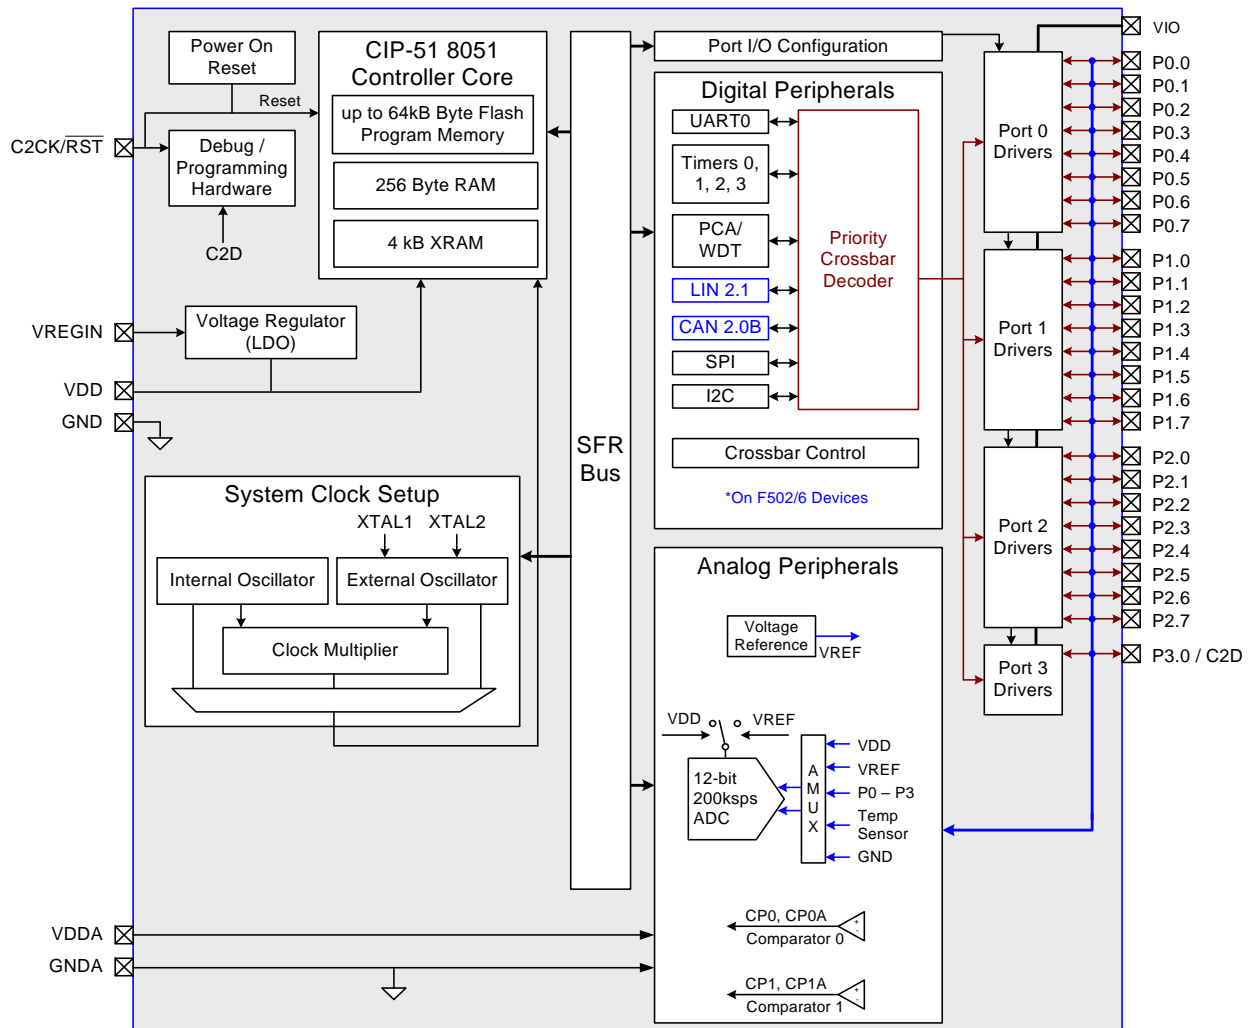 Power On
Reset
Reset
C2CK/RST
Debug /
Programming
Hardware
C2D
CIP-51 8051
Controller Core
up to 64kB Byte Flash
Program Memory
256 Byte RAM
4 kB XRAM
VREGIN
Voltage Regulator
(LDO)
VDD
GND
System Clock Setup
XTAL1
XTAL2
Internal Oscillator
External Oscillator
Clock Multiplier
SFR
Bus
Port I/O Configuration
Digital Peripherals
UART0
Timers 0,
1, 2, 3
PCA/
WDT
LIN 2.1
CAN 2.0B
SPI
I2C
Priority
Crossbar
Decoder
Crossbar Control
*On F502/6 Devices
Analog Peripherals
Voltage
Reference
VREF
VDD
VREF
12-bit
200ksps
ADC
A
M
U
X
VDD
VREF
P0 – P3
Temp
Sensor
GND
CP0, CP0A
Comparator 0
+
-
CP1, CP1A
Comparator 1
+
-
VDDA
GNDA
Port 0
Drivers
Port 1
Drivers
Port 2
Drivers
Port 3
Drivers
VIO
P0.0
P0.1
P0.2
P0.3
P0.4
P0.5
P0.6
P0.7
P1.0
P1.1
P1.2
P1.3
P1.4
P1.5
P1.6
P1.7
P2.0
P2.1
P2.2
P2.3
P2.4
P2.5
P2.6
P2.7
P3.0 / C2D